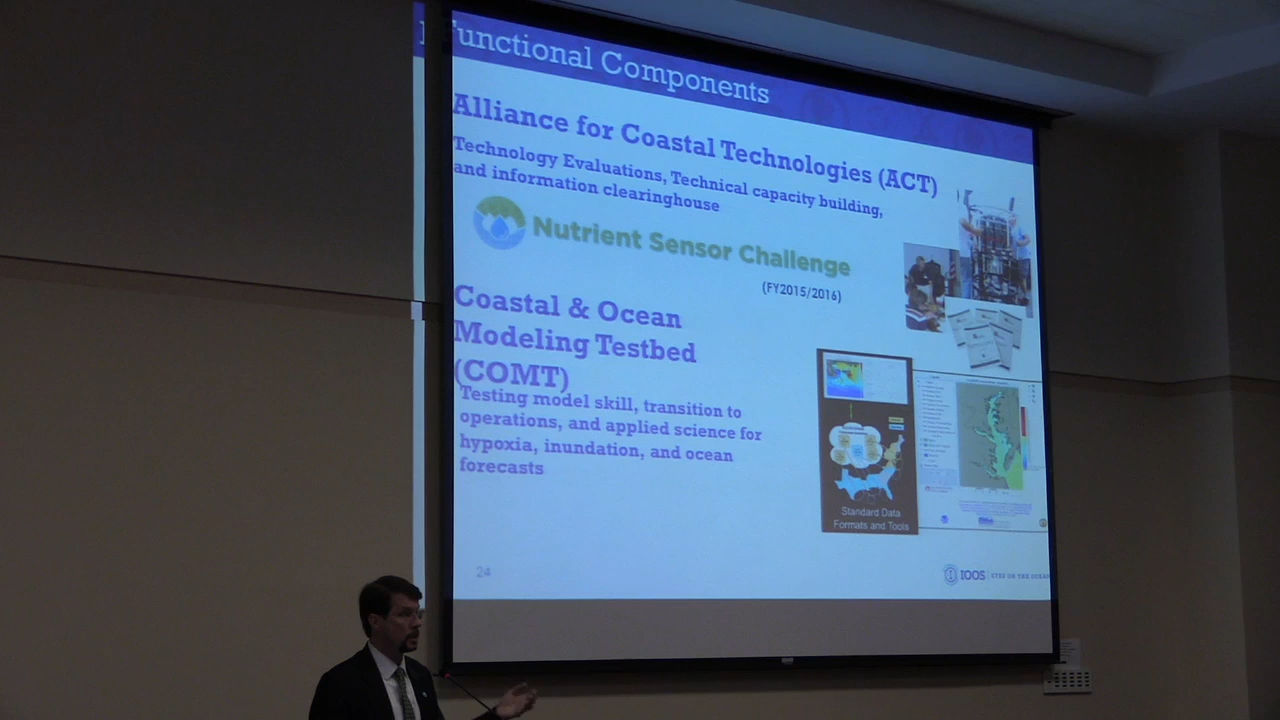 Functional Components
Alliance for Coastal Technologies (ACT)
Technology Evaluations, Technical capacity building,
and information clearinghouse
Nutrient Sensor Challenge
(FY2015/2016)
Coastal & Ocean
Modeling Testbed
(COMT)
Testing model skill, transition to
operations, and applied science for
hypoxia, inundation, and ocean
forecasts
Standard Data
Formats and Tools
24
IOOS EYES ON THE OCEAN